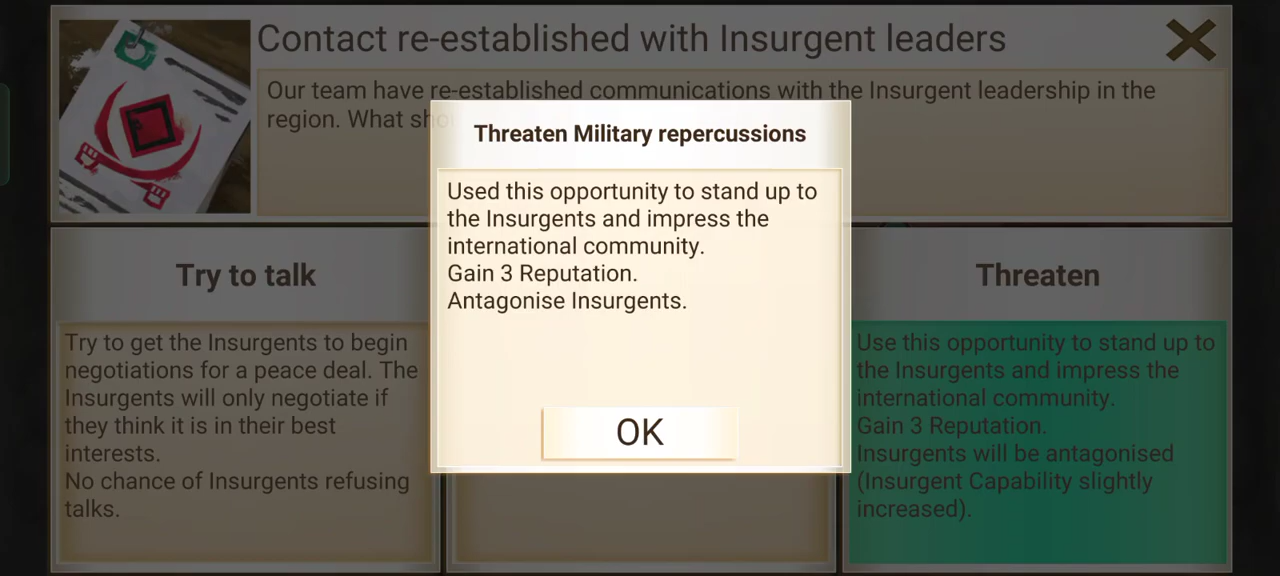 Contact re-established with Insurgent leaders
Our team have re-established communications with the Insurgent leadership in the
region. What sho
Threaten Military repercussions
Used this opportunity to stand up to
the Insurgents and impress the
international community.
Gain 3 Reputation.
Antagonise Insurgents.
OK
Try to talk
Try to get the Insurgents to begin
negotiations for a peace deal. The
Insurgents will only negotiate if
they think it is in their best
interests.
No chance of Insurgents refusing
talks.
Threaten
Use this opportunity to stand up to
the Insurgents and impress the
international community.
Gain 3 Reputation.
Insurgents will be antagonised
(Insurgent Capability slightly
increased).